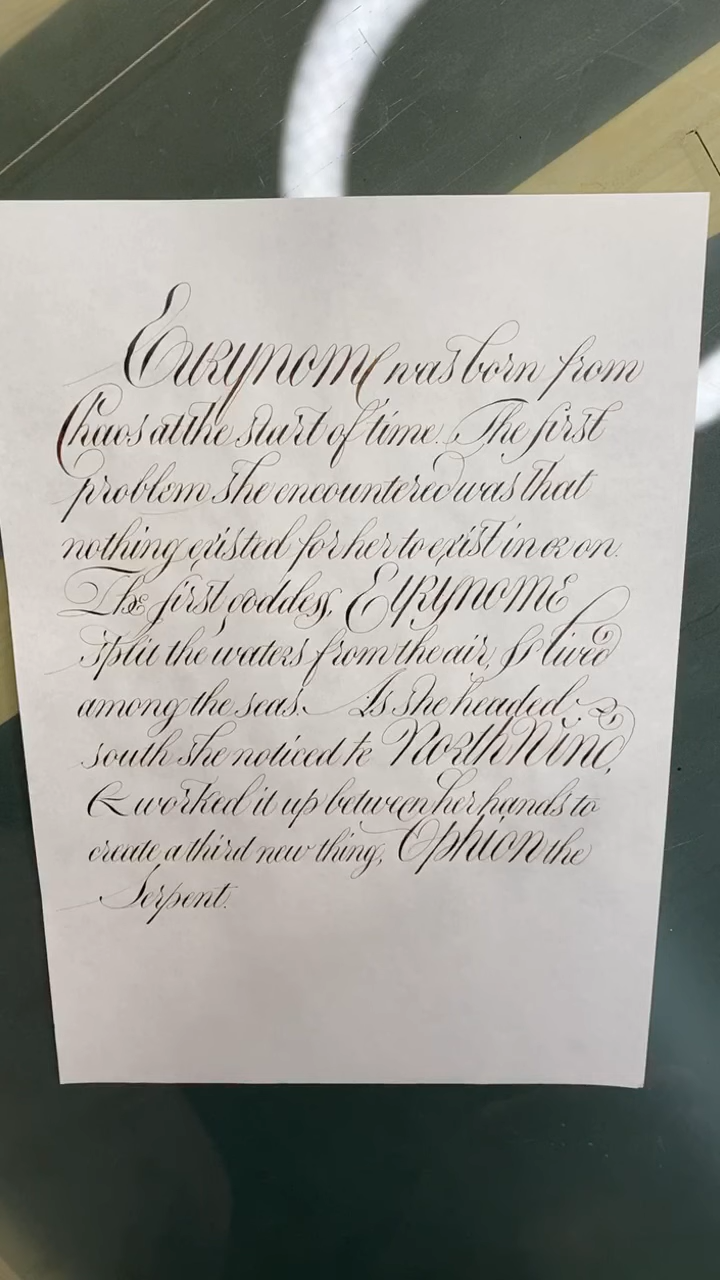 Eurynome was born from
Chaos at the start of time. The first
problem she encountered was that
nothing existed for her to exist in or on.
The first goddess, Eurynome
split the waters from the air, & lived
among the seas. As she headed
south she noticed te North Wind,
& worked it up between her hands to
create a third new thing, Ophion the
Serpent.